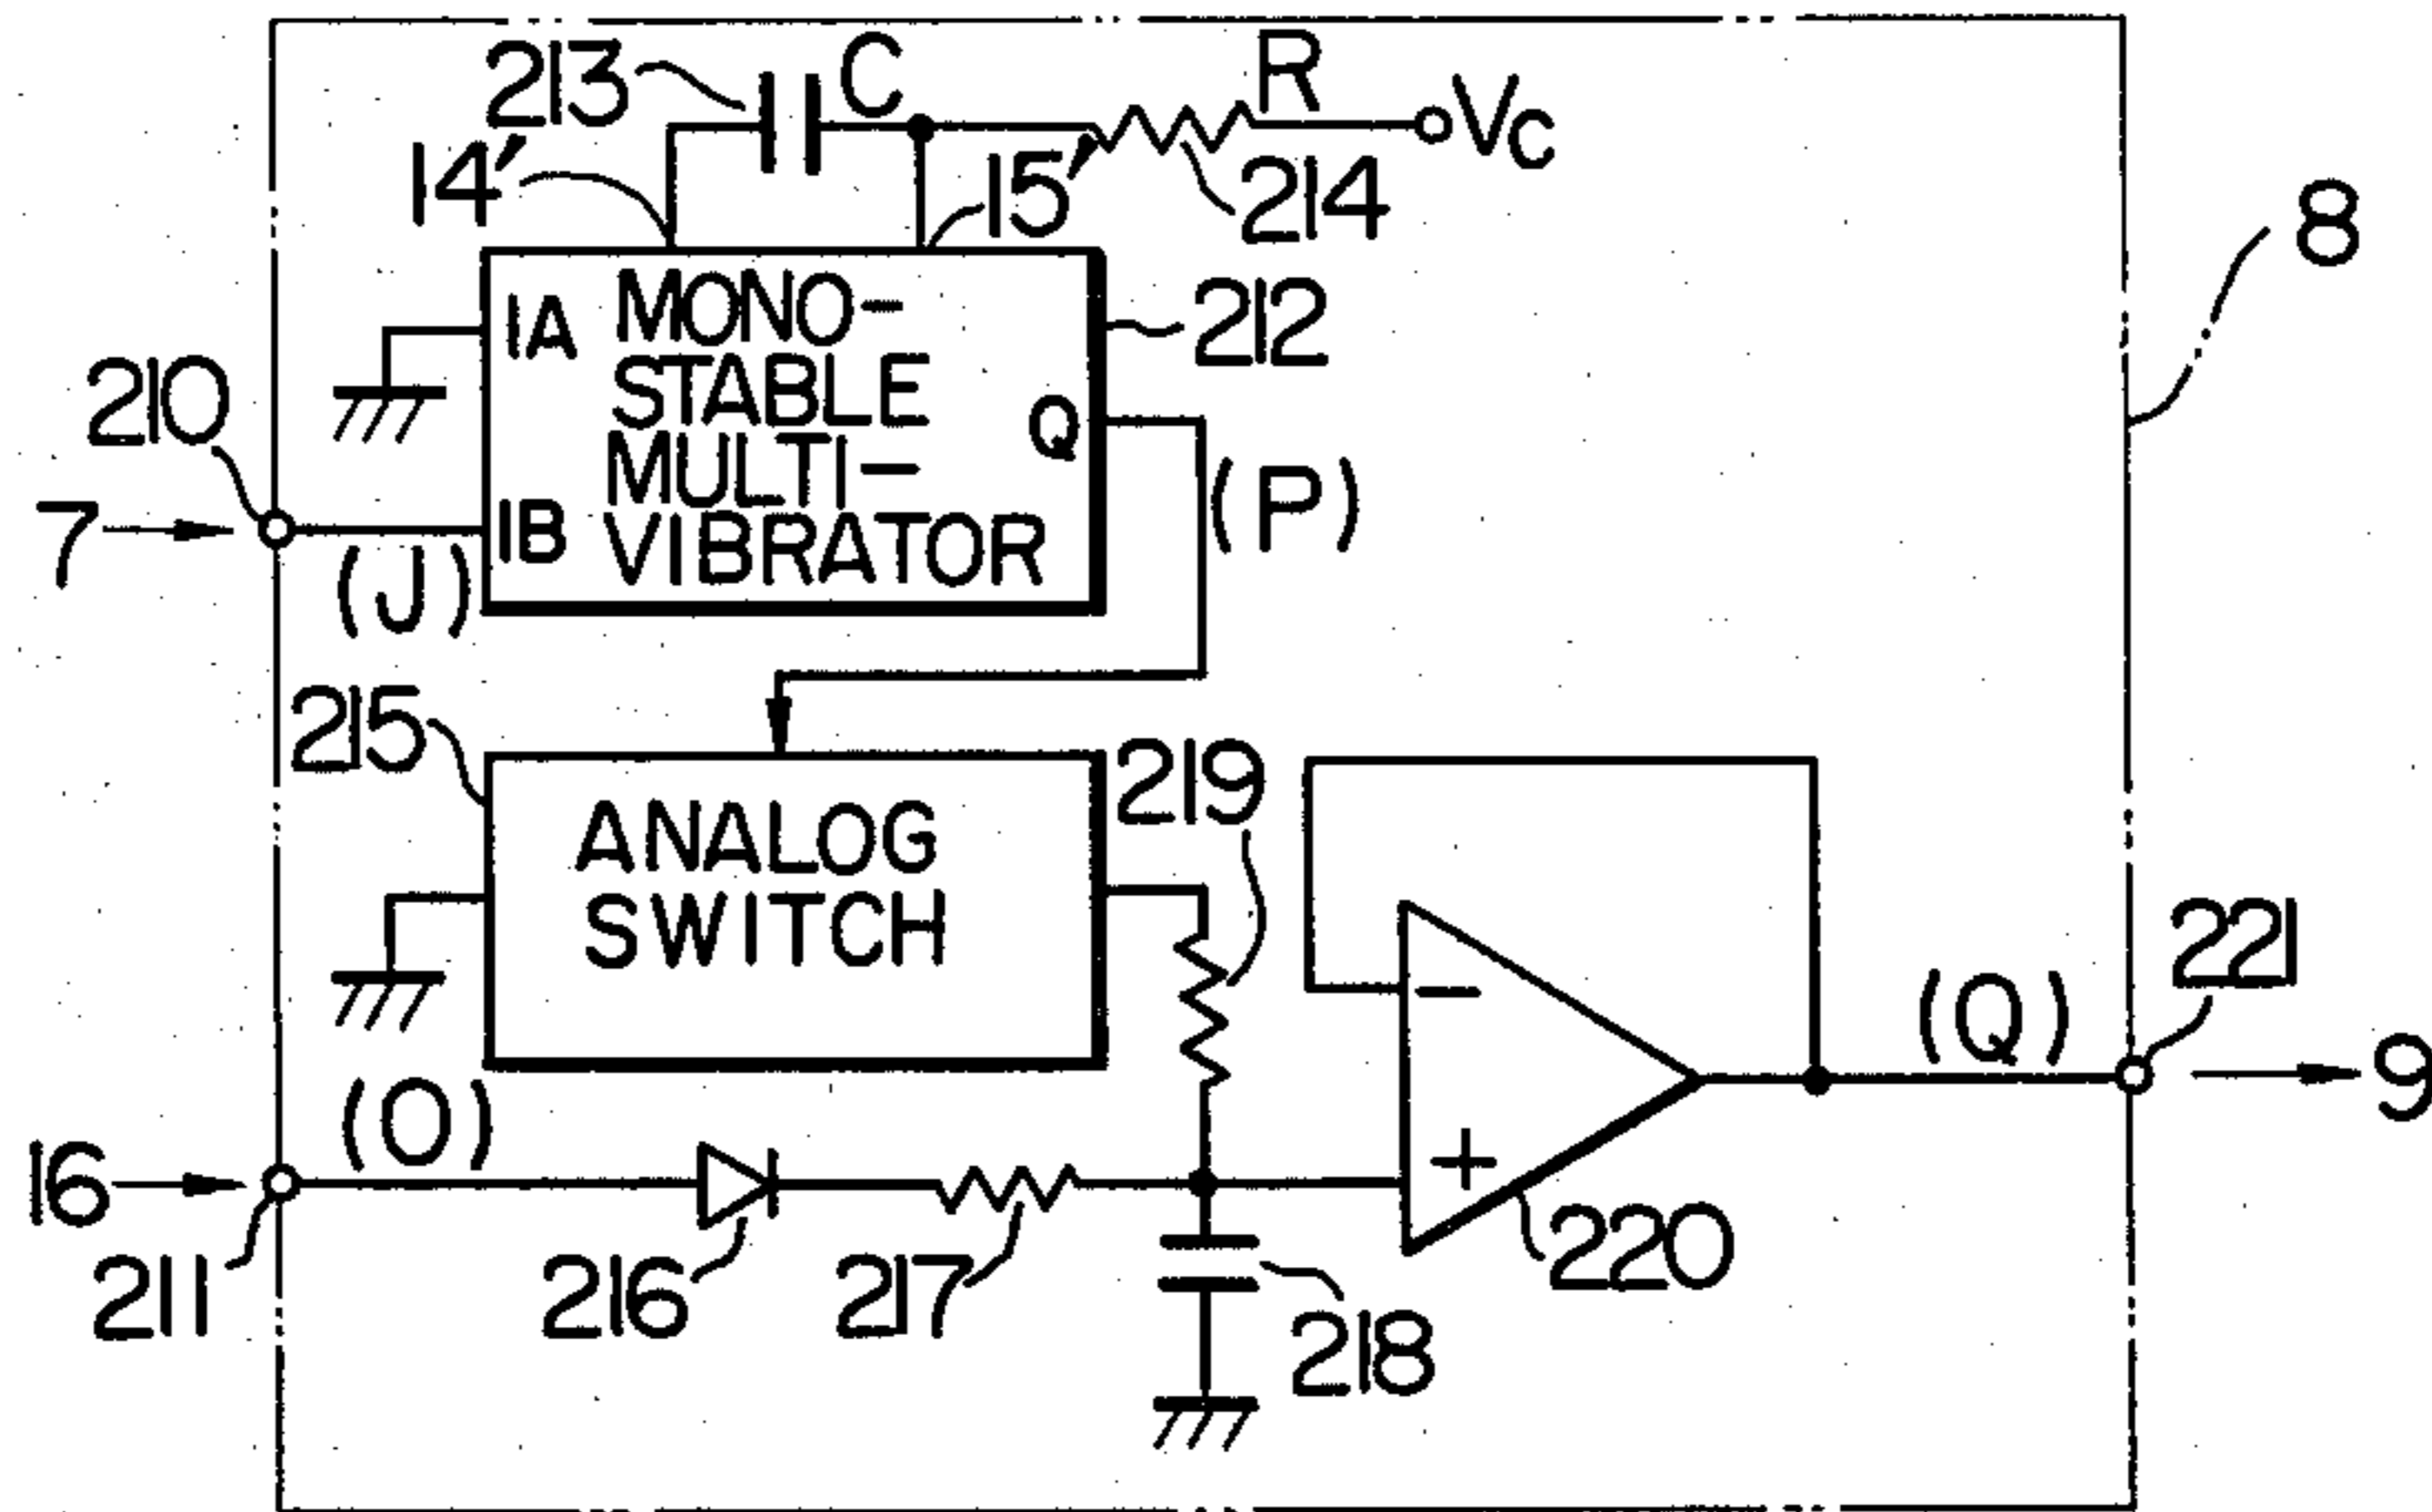 213 C R Vc
14' 15' 214
8
1A MONO- 212
STABLE
210 MULTI- Q
7 1B VIBRATOR (P)
(J)
215 219
ANALOG
SWITCH 221
(Q)
(O) - 9
16 +
211 216 217 220
218